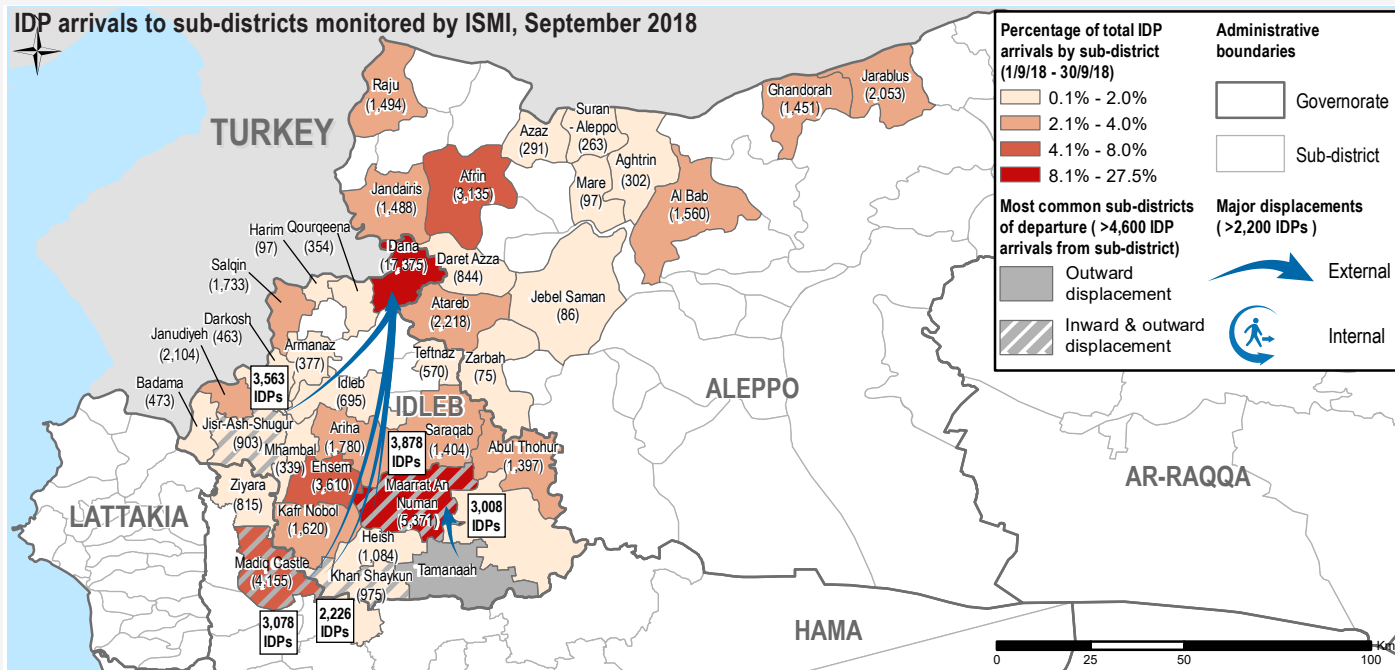 IDP arrivals to sub-districts monitored by ISMI, September 2018
TURKEY
Raju
(1,494)
Jandairis
(1,488)
Afrin
(3,135)
Azaz
(291)
Suran
- Aleppo
(263)
Aghtrin
(302)
Mare
(97)
Al Bab
(1,560)
Ghandorah
(1,451)
Jarablus
(2,053)
Harim
(97)
Qourqeena
(354)
Dana
(17,375)
Daret Azza
(844)
Salqin
(1,733)
Atareb
(2,218)
Jebel Saman
(86)
Darkosh
(463)
Janudiyeh
(2,104)
Armanaz
(377)
Teftnaz
(570)
Zarbah
(75)
Badama
(473)
3,563
IDPs
Idleb
(695)
IDLEB
ALEPPO
Jisr-Ash-Shugur
(903)
Mhambal
(339)
Ariha
(1,780)
3,878
IDPs
Saraqab
(1,404)
Abul Thohur
(1,397)
AR-RAQQA
Ehsem
(3,610)
Ziyara
(815)
Maarrat An
Numan
(5,371)
3,008
IDPs
LATTAKIA
Kafr Nobol
(1,620)
Heish
(1,084)
Madiq Castle
(4,155)
Khan Shaykun
(975)
Tamanaah
3,078
IDPs
2,226
IDPs
HAMA
Percentage of total IDP
arrivals by sub-district
(1/9/18 - 30/9/18)
0.1% - 2.0%
2.1% - 4.0%
4.1% - 8.0%
8.1% - 27.5%
Most common sub-districts
of departure ( >4,600 IDP
arrivals from sub-district)
Outward
displacement
Inward & outward
displacement
Administrative
boundaries
Governorate
Sub-district
Major displacements
( >2,200 IDPs )
External
Internal
Km
0 25 50 100